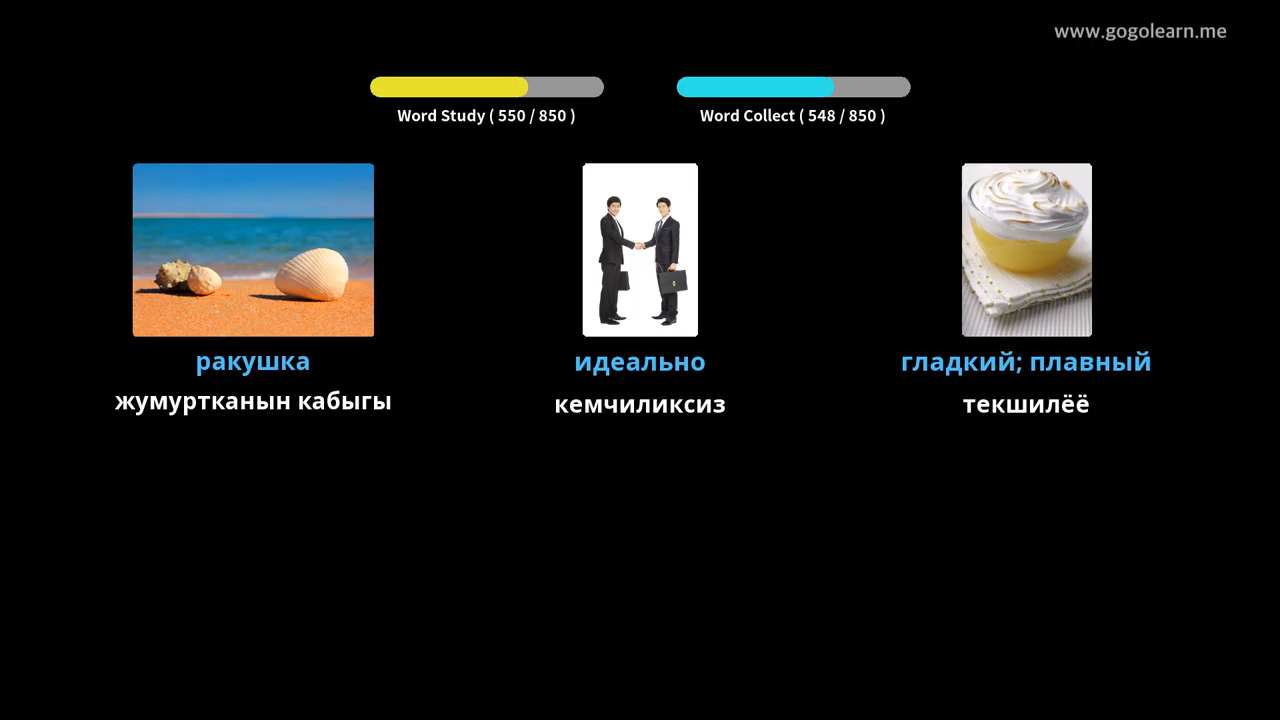 www.gogolearn.me
Word Study ( 550 / 850 )
Word Collect ( 548 / 850 )
ракушка
жумуртканын кабыгы
идеально
кемчиликсиз
гладкий; плавный
текшилёё